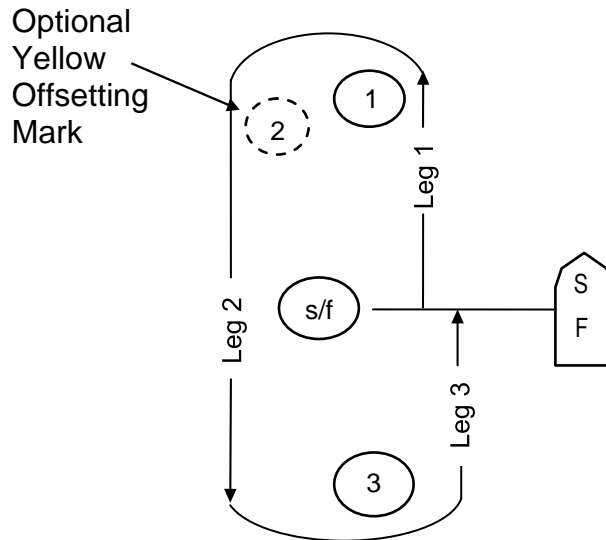 Optional
Yellow
Offsetting
Mark
1
2
Leg 1
s/f
S
F
Leg 2
Leg 3
3